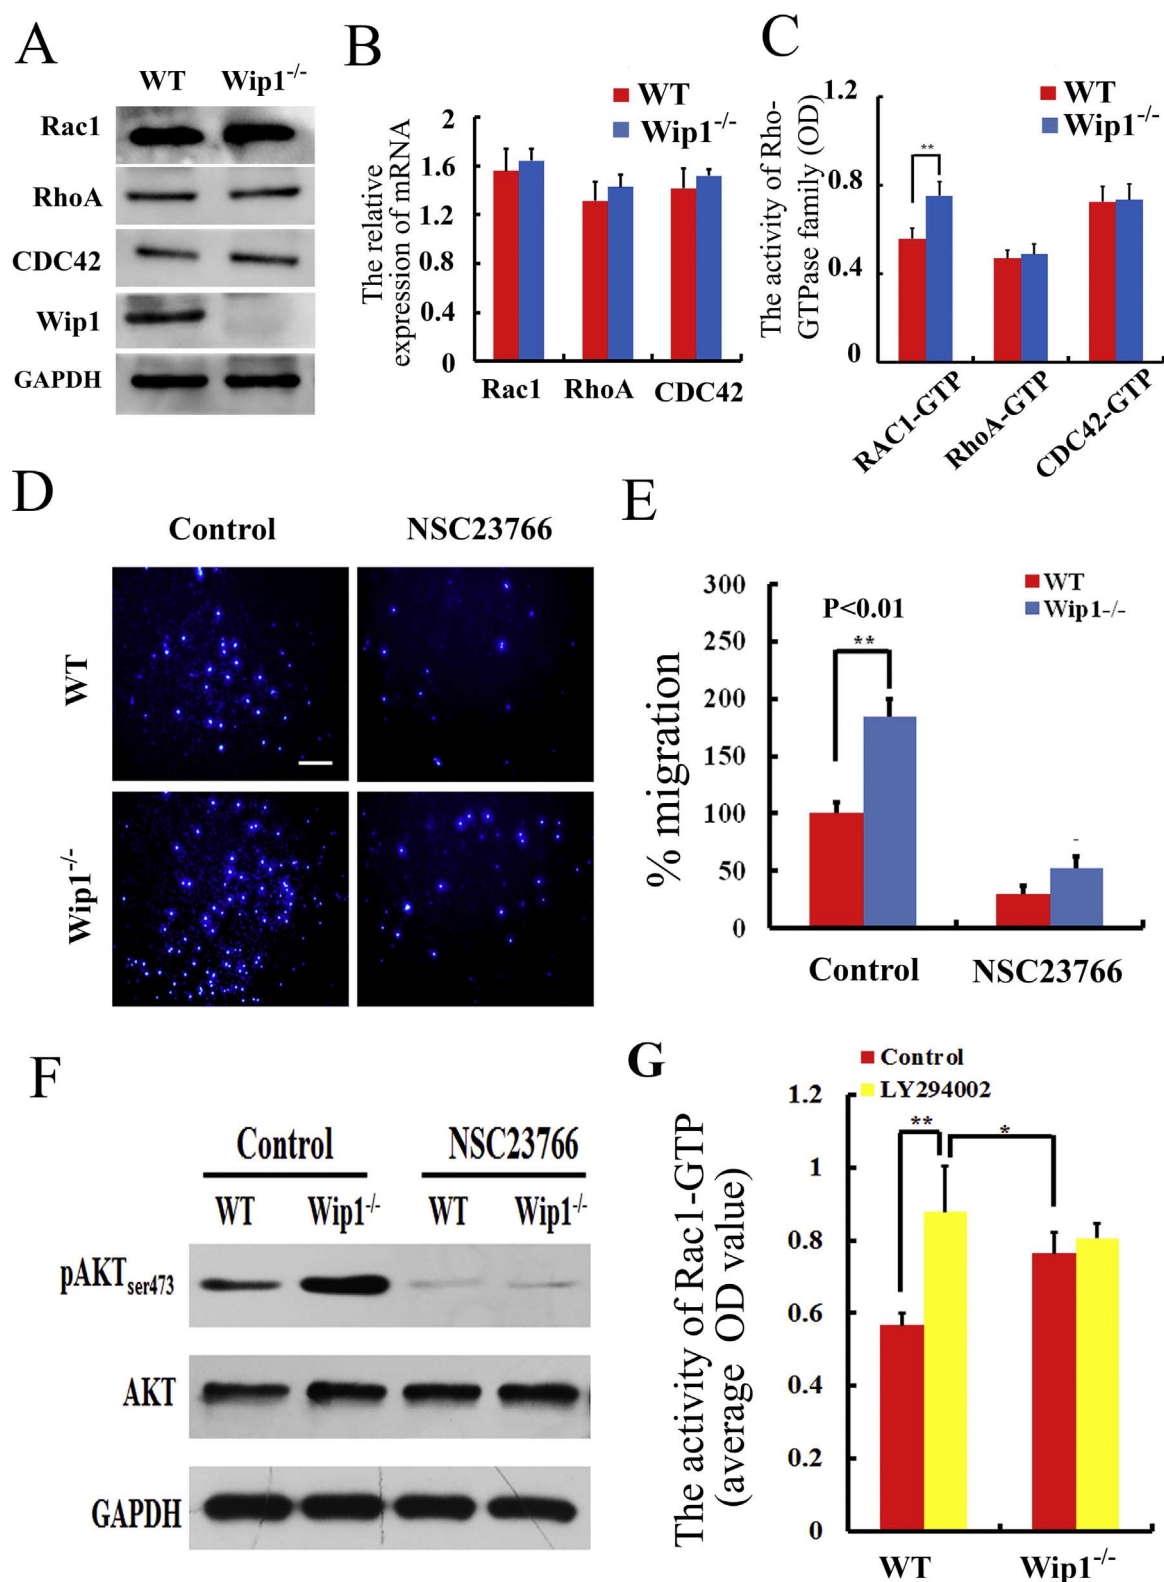 A
WT Wip1-/-
Rac1
RhoA
CDC42
Wip1
GAPDH
B
WT
Wip1-/-
The relative
expression of mRNA
2
1.6
1.2
0.8
0.4
0
Rac1 RhoA CDC42
C
WT
Wip1-/-
The activity of Rho-
GTPase family (OD)
1.2
0.8
0.4
0
**
RAC1-GTP
RhoA-GTP
CDC42-GTP
D
Control NSC23766
WT
Wip1-/-
E
WT
Wip1-/-
P<0.01
**
% migration
300
250
200
150
100
50
0
-
Control NSC23766
F
Control NSC23766
WT Wip1-/- WT Wip1-/-
pAKTser473
AKT
GAPDH
G
Control
LY294002
The activity of Rac1-GTP
(average OD value)
1.2
1
0.8
0.6
0.4
0.2
0
** *
WT Wip1-/-